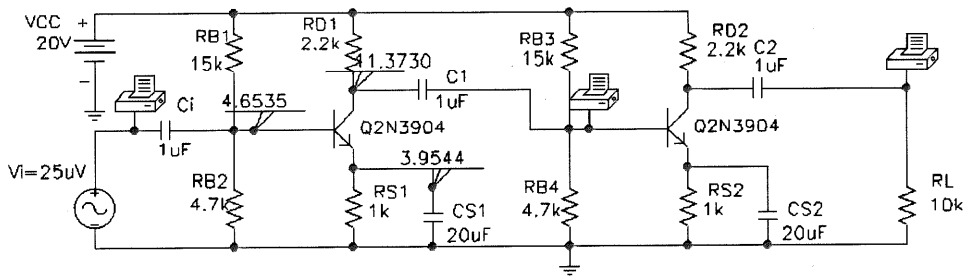 VCC + 20V −
RB1 15k
RD1 2.2k
11.3730
C1 1uF
RB3 15k
RD2 2.2k
C2 1uF
Ci 1uF
4.6535
Q2N3904
Q2N3904
Vi=25uV + −
3.9544
RB2 4.7k
RS1 1k
CS1 20uF
RB4 4.7k
RS2 1k
CS2 20uF
RL 10k